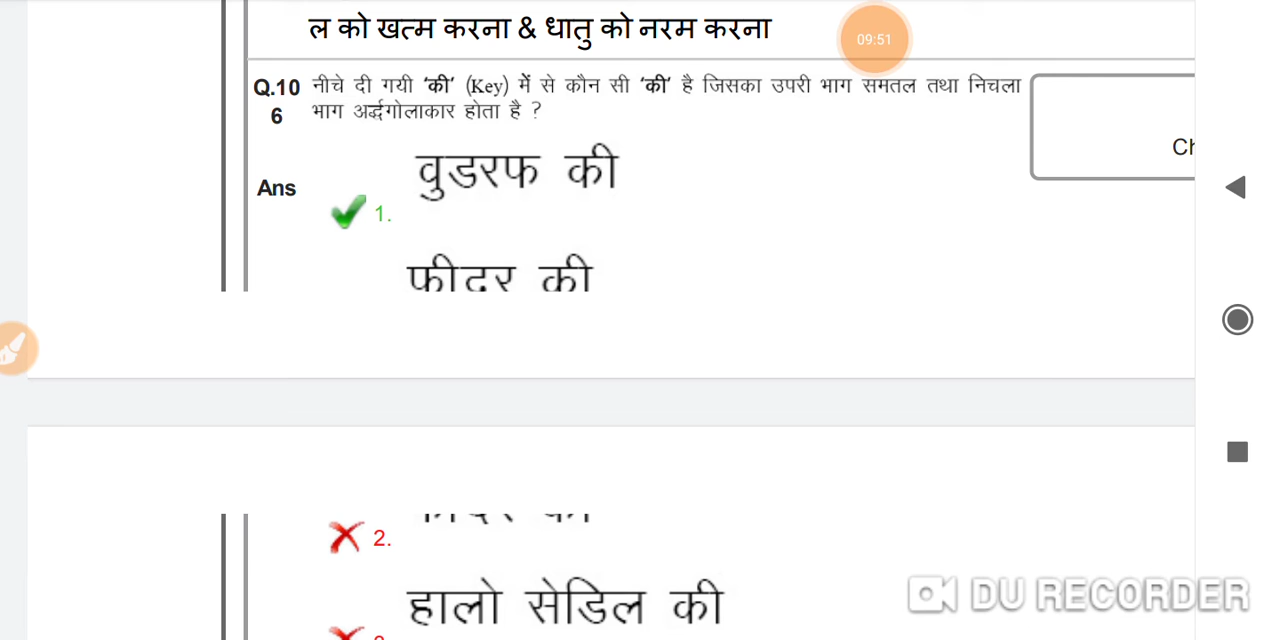 ल को खत्म करना & धातु को नरम करना
09:51
Q.10 नीचे दी गयी ‘की’ (Key) में से कौन सी ‘की’ है जिसका उपरी भाग समतल तथा निचला
6 भाग अर्द्धगोलाकार होता है ?
Ch
Ans
1. वुडरफ की
फीदर की
2.
हालो सेडिल की
DU RECORDER